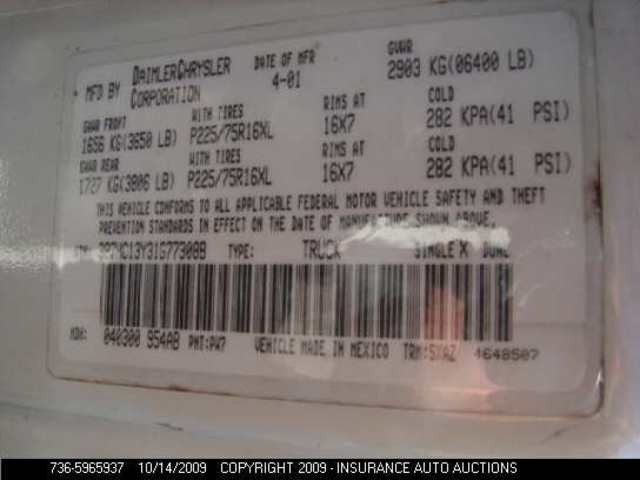 MFD BY DAIMLERCHRYSLER CORPORATION DATE OF MFR 4-01 GVWR 2903 KG(06400 LB)
GAWR FRONT WITH TIRES RIMS AT COLD
1656 KG(3650 LB) P225/75R16XL 16X7 282 KPA(41 PSI)
GAWR REAR WITH TIRES RIMS AT COLD
1727 KG(3806 LB) P225/75R16XL 16X7 282 KPA(41 PSI)
THIS VEHICLE CONFORMS TO ALL APPLICABLE FEDERAL MOTOR VEHICLE SAFETY AND THEFT
PREVENTION STANDARDS IN EFFECT ON THE DATE OF MANUFACTURE SHOWN ABOVE.
TYPE: TRUCK SINGLE X DUAL
MDH: 040300 954AB PNT:PW7 VEHICLE MADE IN MEXICO TRM:SXAZ 4648507
736-5965937 10/14/2009 COPYRIGHT 2009 - INSURANCE AUTO AUCTIONS